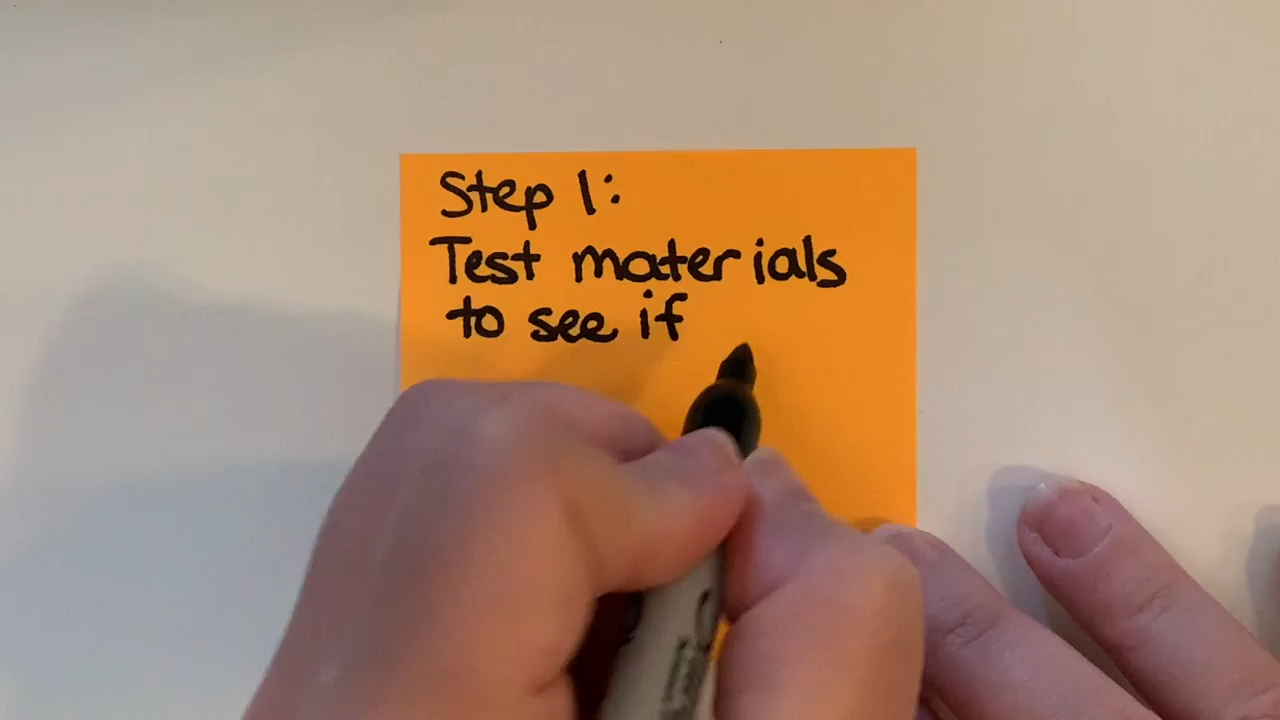 Step 1:
Test materials
to see if